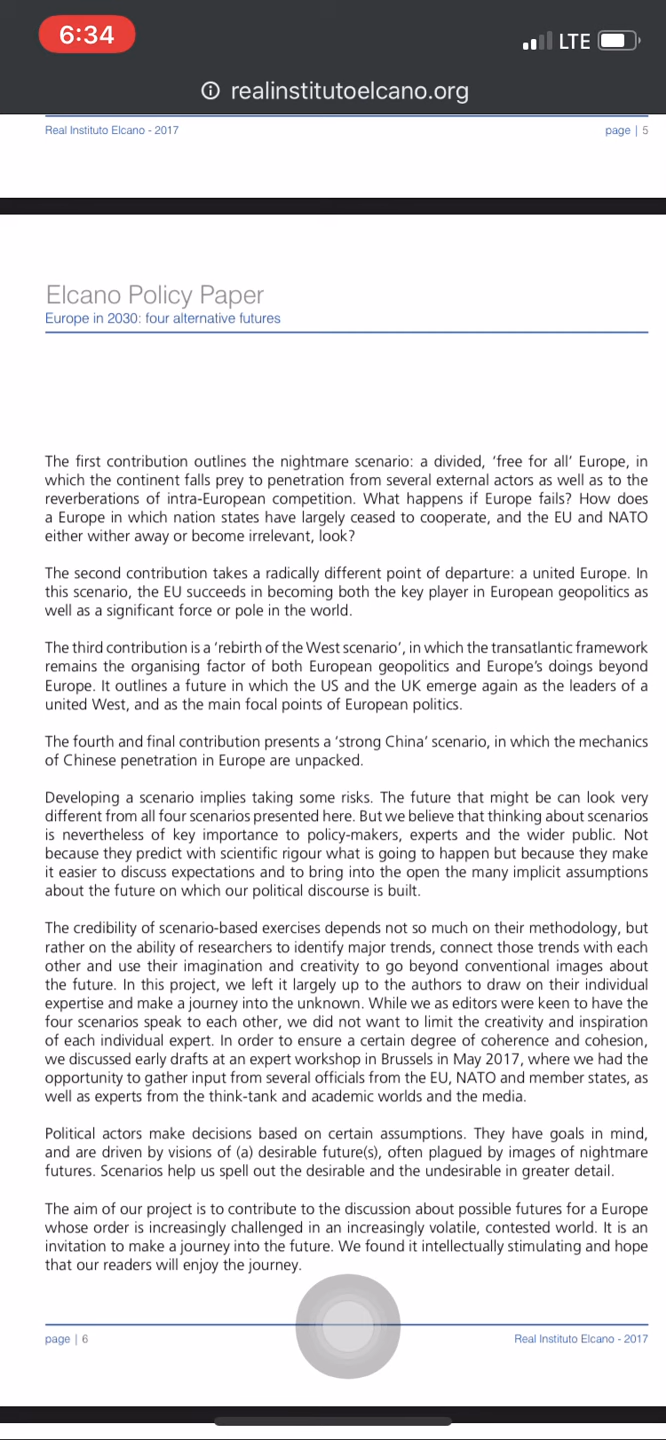 6:34
LTE
realinstitutoelcano.org
Real Instituto Elcano - 2017 page | 5
Elcano Policy Paper
Europe in 2030: four alternative futures
The first contribution outlines the nightmare scenario: a divided, ‘free for all’ Europe, in
which the continent falls prey to penetration from several external actors as well as to the
reverberations of intra-European competition. What happens if Europe fails? How does
a Europe in which nation states have largely ceased to cooperate, and the EU and NATO
either wither away or become irrelevant, look?
The second contribution takes a radically different point of departure: a united Europe. In
this scenario, the EU succeeds in becoming both the key player in European geopolitics as
well as a significant force or pole in the world.
The third contribution is a ‘rebirth of the West scenario’, in which the transatlantic framework
remains the organising factor of both European geopolitics and Europe’s doings beyond
Europe. It outlines a future in which the US and the UK emerge again as the leaders of a
united West, and as the main focal points of European politics.
The fourth and final contribution presents a ‘strong China’ scenario, in which the mechanics
of Chinese penetration in Europe are unpacked.
Developing a scenario implies taking some risks. The future that might be can look very
different from all four scenarios presented here. But we believe that thinking about scenarios
is nevertheless of key importance to policy-makers, experts and the wider public. Not
because they predict with scientific rigour what is going to happen but because they make
it easier to discuss expectations and to bring into the open the many implicit assumptions
about the future on which our political discourse is built.
The credibility of scenario-based exercises depends not so much on their methodology, but
rather on the ability of researchers to identify major trends, connect those trends with each
other and use their imagination and creativity to go beyond conventional images about
the future. In this project, we left it largely up to the authors to draw on their individual
expertise and make a journey into the unknown. While we as editors were keen to have the
four scenarios speak to each other, we did not want to limit the creativity and inspiration
of each individual expert. In order to ensure a certain degree of coherence and cohesion,
we discussed early drafts at an expert workshop in Brussels in May 2017, where we had the
opportunity to gather input from several officials from the EU, NATO and member states, as
well as experts from the think-tank and academic worlds and the media.
Political actors make decisions based on certain assumptions. They have goals in mind,
and are driven by visions of (a) desirable future(s), often plagued by images of nightmare
futures. Scenarios help us spell out the desirable and the undesirable in greater detail.
The aim of our project is to contribute to the discussion about possible futures for a Europe
whose order is increasingly challenged in an increasingly volatile, contested world. It is an
invitation to make a journey into the future. We found it intellectually stimulating and hope
that our readers will enjoy the journey.
page | 6 Real Instituto Elcano - 2017